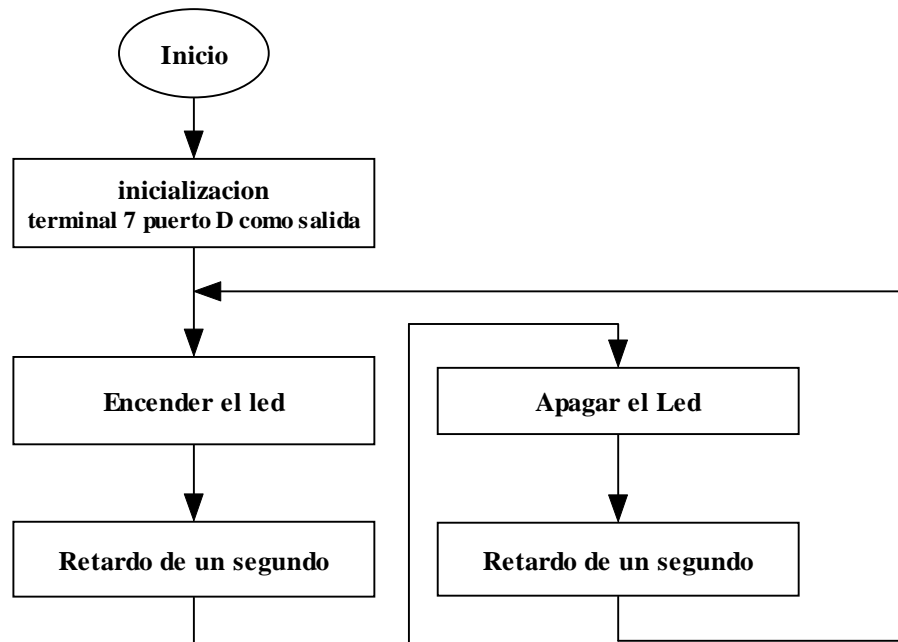 Inicio
inicializacion
terminal 7 puerto D como salida
Encender el led
Retardo de un segundo
Apagar el Led
Retardo de un segundo